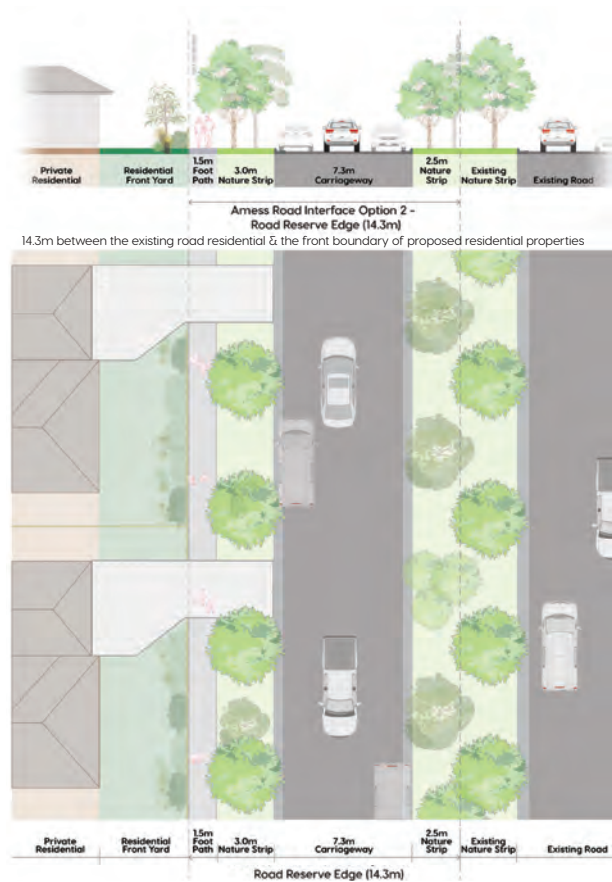 Private
Residential
Residential
Front Yard
1.5m
Foot
Path
3.0m
Nature Strip
7.3m
Carriageway
2.5m
Nature
Strip
Existing
Nature Strip
Existing Road
Amess Road Interface Option 2 -
Road Reserve Edge (14.3m)
14.3m between the existing road residential & the front boundary of proposed residential properties
Private
Residential
Residential
Front Yard
1.5m
Foot
Path
3.0m
Nature Strip
7.3m
Carriageway
2.5m
Nature
Strip
Existing
Nature Strip
Existing Road
Road Reserve Edge (14.3m)